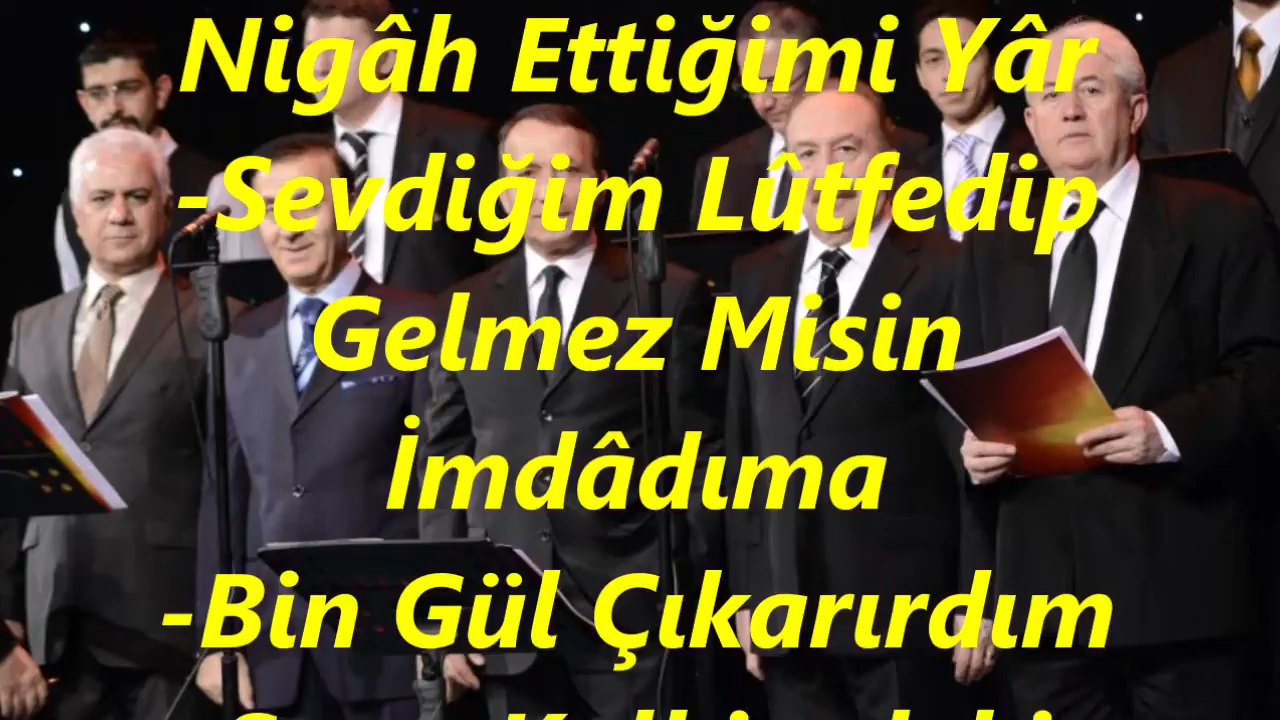 Nigâh Ettiğimi Yâr
-Sevdiğim Lûtfedip
Gelmez Misin
İmdâdıma
-Bin Gül Çıkarırdım